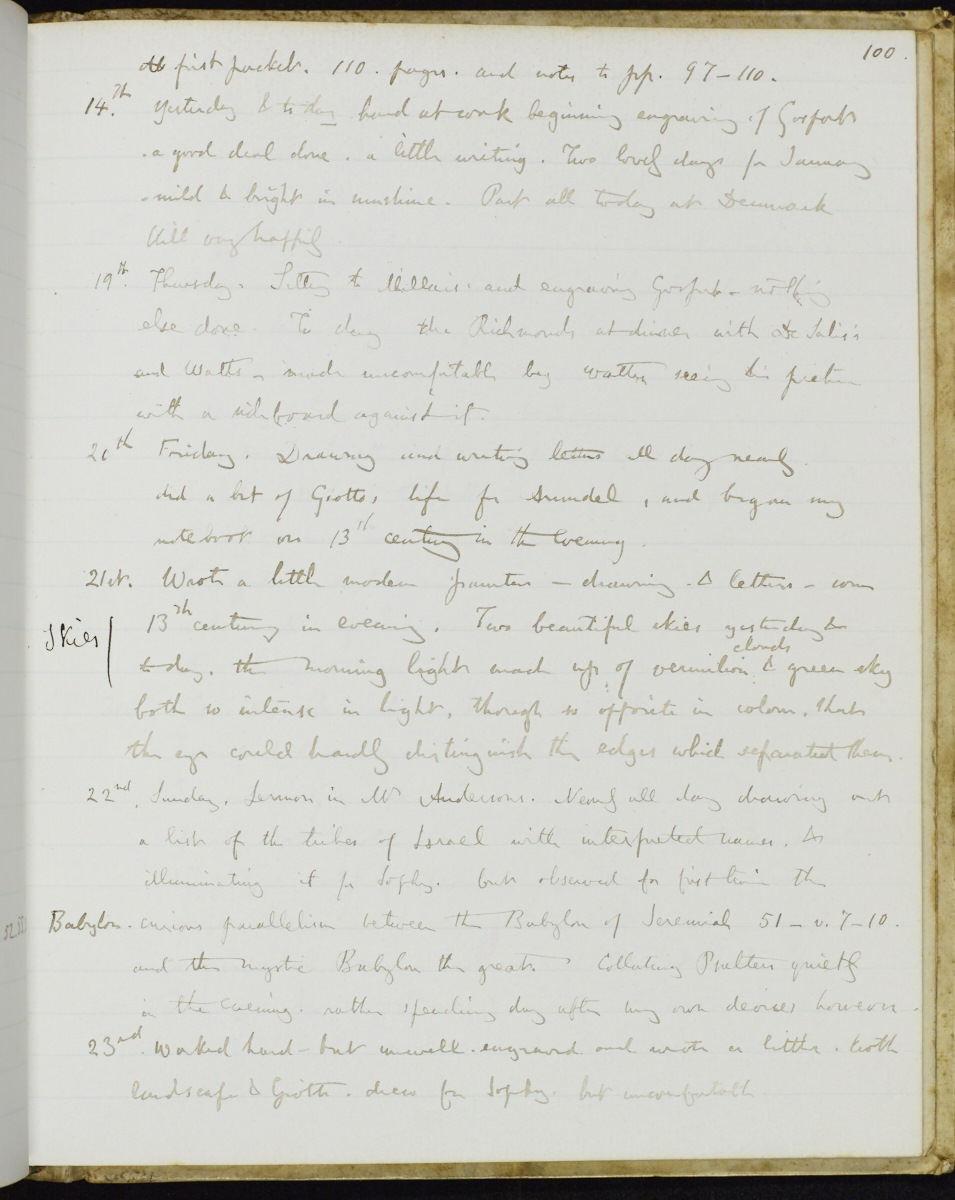 100.
first packet. 110. pages. and notes to pp. 97-110.
14.th Yesterday & to day hard at work beginning engraving of Gosforts
. a good deal done. a little writing. Two lovely days for January
- mild & bright in sunshine. Past all today at Denmark
Hill very happily
19th. Thursday. Sitting to Millais. and engraving - nothing
else done. To day the Richmonds at dinner with De Salis's
and Watts - made uncomfortable by Watts seeing his picture
with a sideboard against it.
20th Friday. Drawing and writing letters all day nearly.
did a bit of Giotto's life for Arundel, and began my
notebook on 13th century in the evening.
21st. Wrote a little modern painters - drawing - & letters - some
Skies
13th century in evening. Two beautiful skies yesterday &
clouds
to day. the morning light made up of vermilion & green sky
both so intense in light, though so opposite in colour, that
the eye could hardly distinguish the edges which separated them.
22nd. Sunday. Sermon in Mr Andersons. Nearly all day drawing out
a list of the tribes of Israel with interpreted names, &
illuminating it for Sophy. but observed for first time the
Babylon. curious parallelism between the Babylon of Jeremiah 51 - v. 7-10.
and the mystic Babylon the great. Collating Psalters quietly
in the evening. rather spending day after my own devices however.
23rd. Worked hard - but unwell. engraved and wrote a little. both
landscape & Giotto. drew for Sophy. but uncomfortable